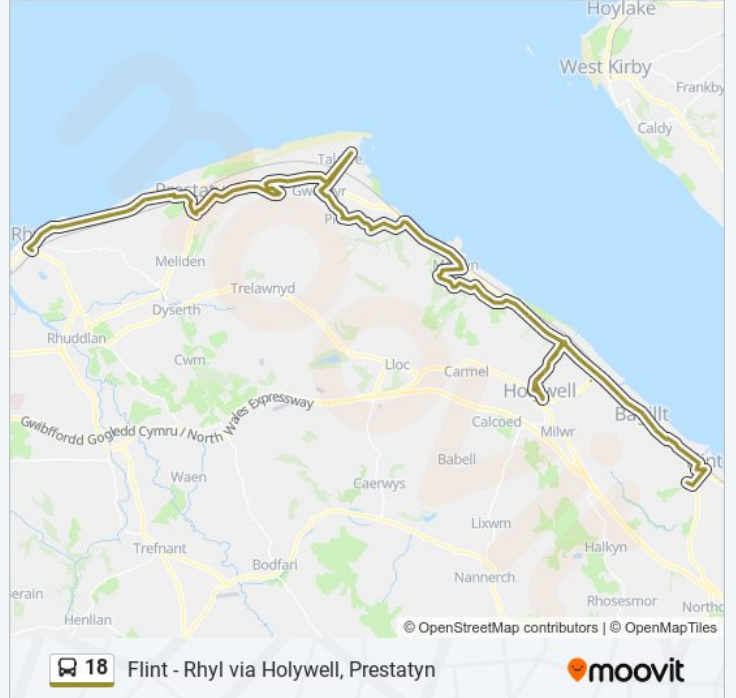 Hoylake
West Kirby
Frankby
Caldy
Meliden
Trelawnyd
Dyserth
Rhuddlan
Cwm
Lloc
Carmel
Calcoed
Milwr
Gwibffordd Gogledd Cymru / North Wales Expressway
Babell
Waen
Caerwys
Lixwm
Trefnant
Halkyn
Bodfari
Nannerch
Rhosesmor
Henllan
© OpenStreetMap contributors | © OpenMapTiles
18 Flint - Rhyl via Holywell, Prestatyn
moovit